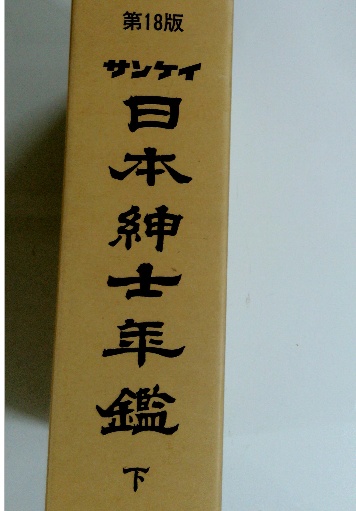 第18版
サンケイ
日本紳士年鑑
下